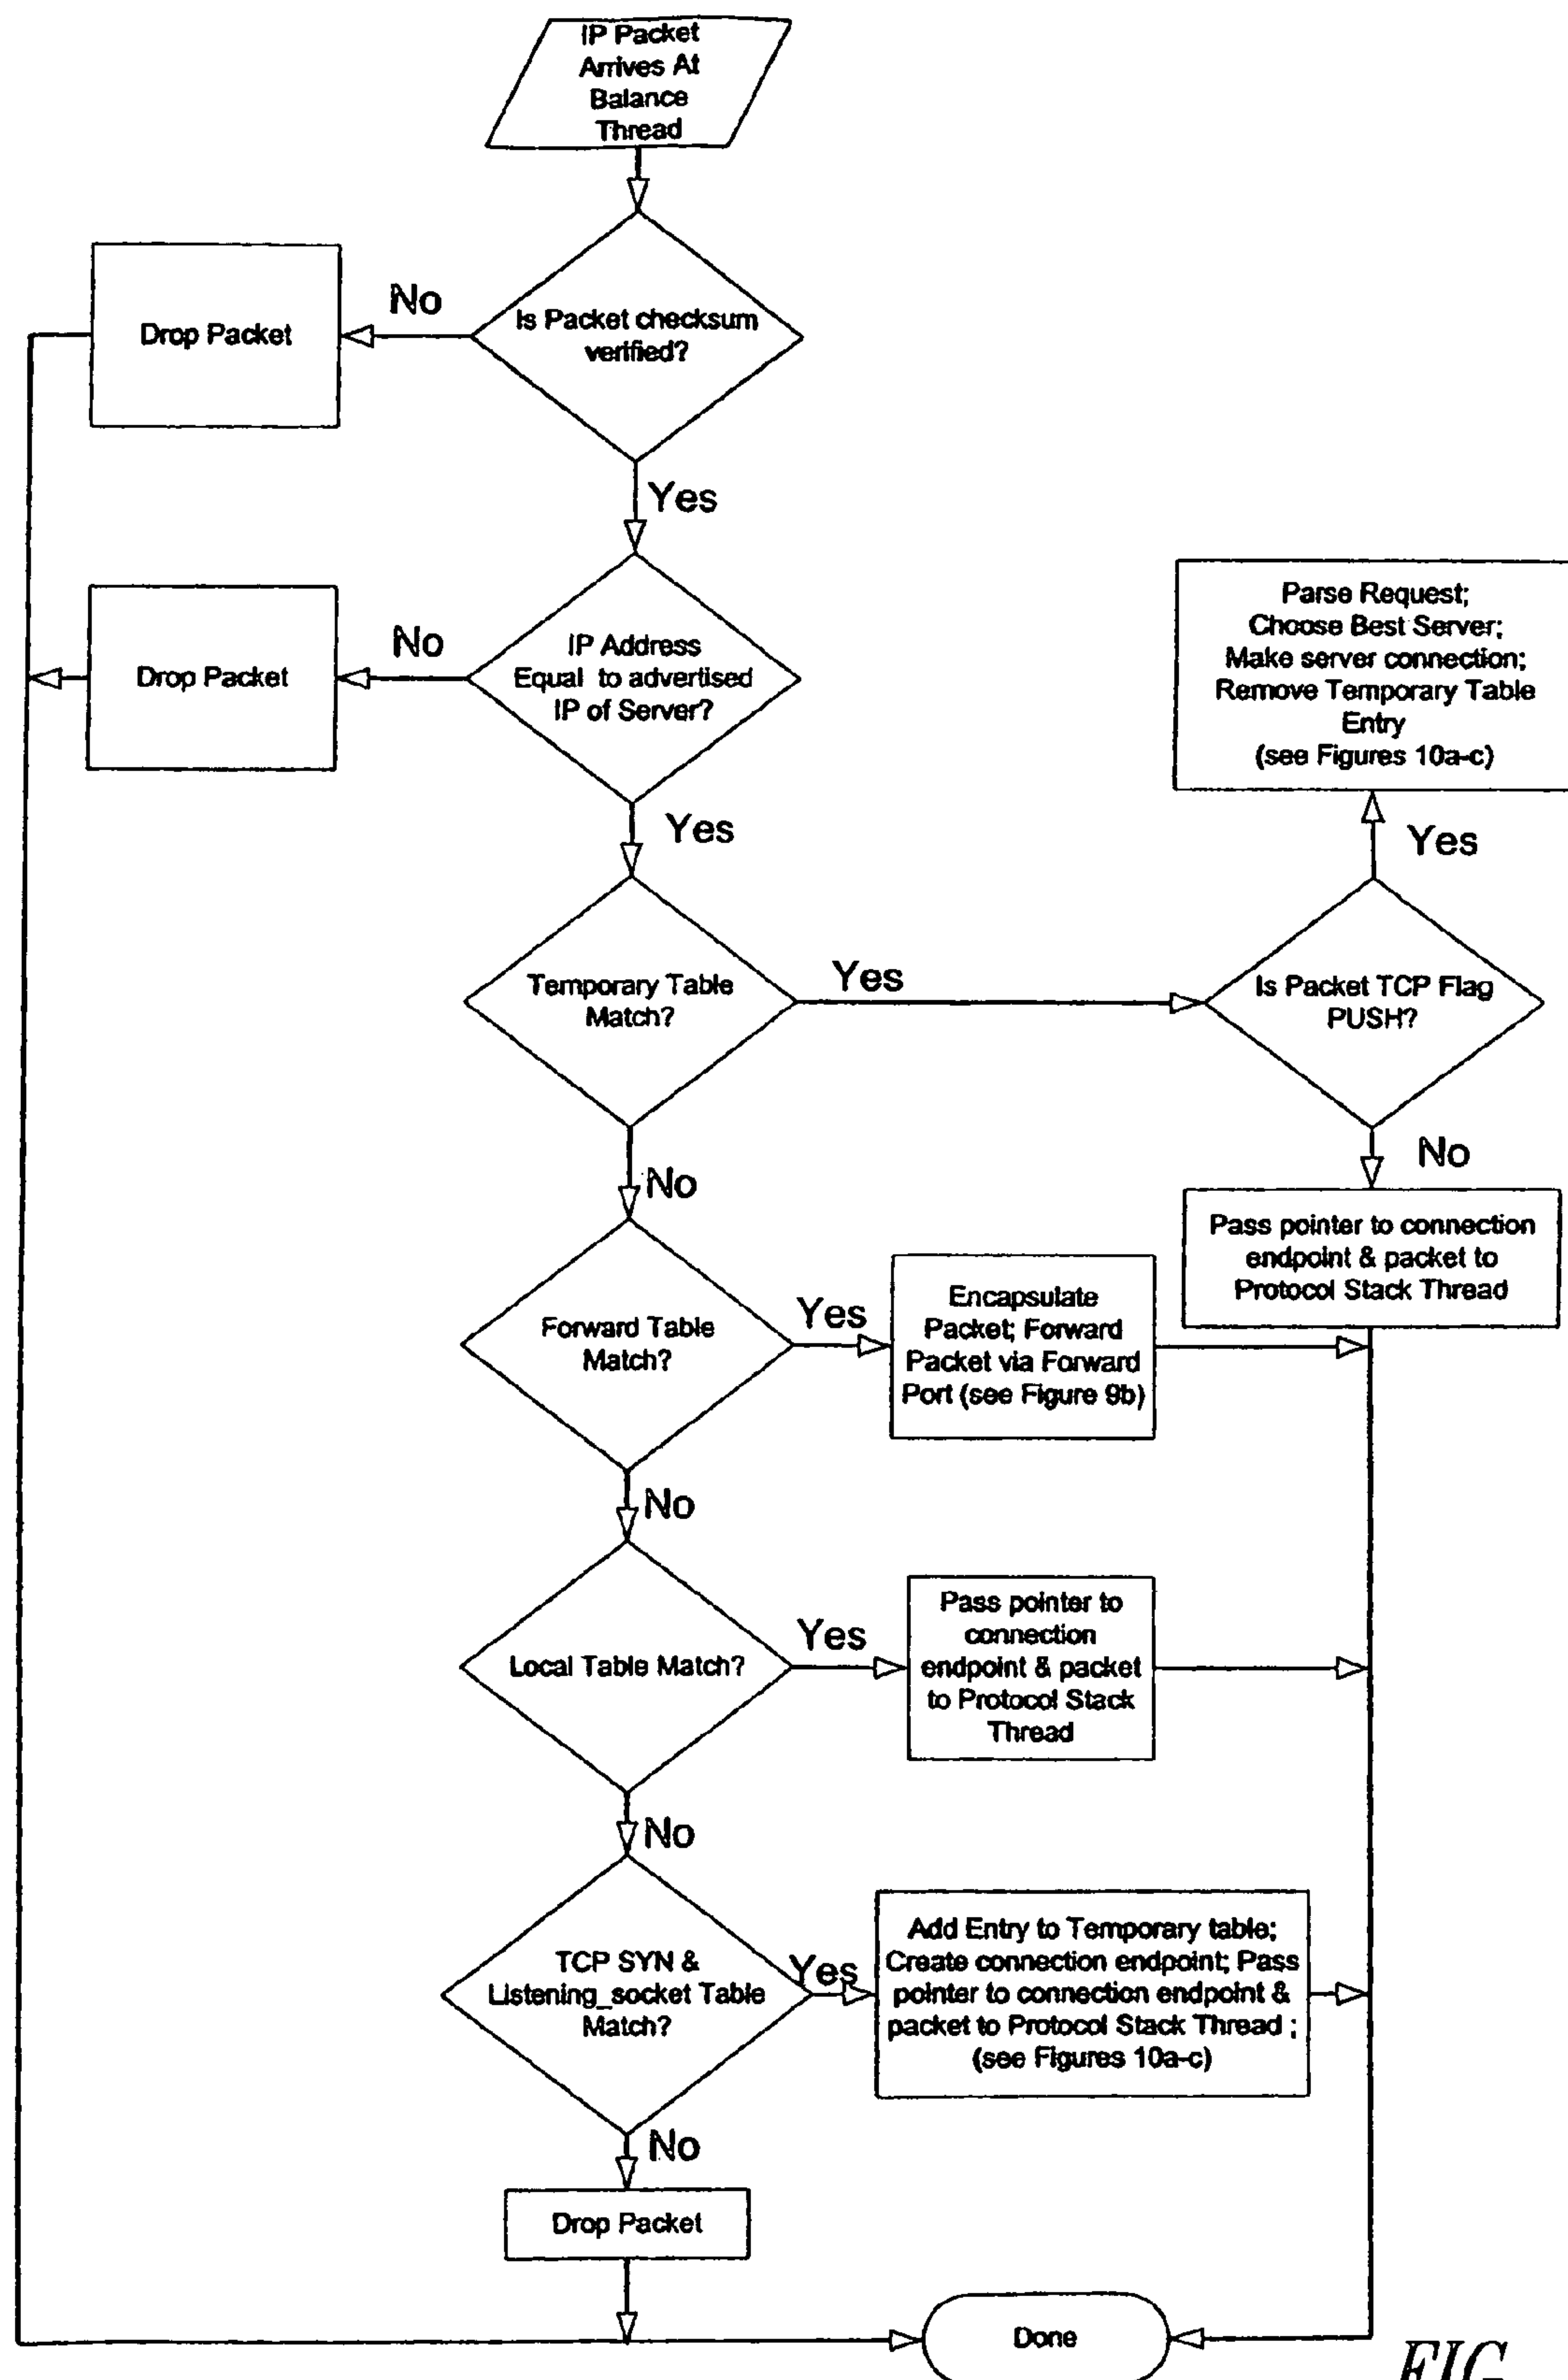 IP Packet
Arrives At
Balance
Thread
Is Packet checksum
verified?
No
Drop Packet
Yes
IP Address
Equal to advertised
IP of Server?
No
Drop Packet
Yes
Temporary Table
Match?
Yes
Is Packet TCP Flag
PUSH?
Yes
Parse Request;
Choose Best Server;
Make server connection;
Remove Temporary Table
Entry
(see Figures 10a-c)
No
Pass pointer to connection
endpoint & packet to
Protocol Stack Thread
No
Forward Table
Match?
Yes
Encapsulate
Packet; Forward
Packet via Forward
Port (see Figure 9b)
No
Local Table Match?
Yes
Pass pointer to
connection
endpoint & packet
to Protocol Stack
Thread
No
TCP SYN &
Listening_socket Table
Match?
Yes
Add Entry to Temporary table;
Create connection endpoint; Pass
pointer to connection endpoint &
packet to Protocol Stack Thread ;
(see Figures 10a-c)
No
Drop Packet
Done
FIG